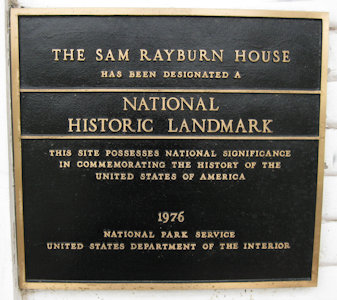 THE SAM RAYBURN HOUSE
HAS BEEN DESIGNATED A
NATIONAL
HISTORIC LANDMARK
THIS SITE POSSESSES NATIONAL SIGNIFICANCE
IN COMMEMORATING THE HISTORY OF THE
UNITED STATES OF AMERICA
1976
NATIONAL PARK SERVICE
UNITED STATES DEPARTMENT OF THE INTERIOR